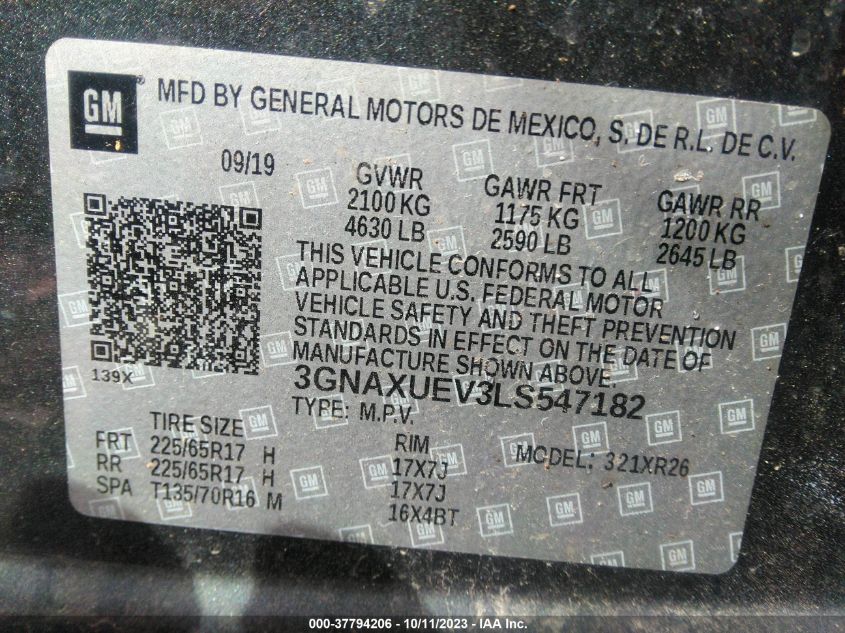 GM
MFD BY GENERAL MOTORS DE MEXICO, S. DE R.L. DE C.V.
09/19
GVWR
2100 KG
4630 LB
GAWR FRT
1175 KG
2590 LB
GAWR RR
1200 KG
2645 LB
THIS VEHICLE CONFORMS TO ALL
APPLICABLE U.S. FEDERAL MOTOR
VEHICLE SAFETY AND THEFT PREVENTION
STANDARDS IN EFFECT ON THE DATE OF
MANUFACTURE SHOWN ABOVE.
139X
3GNAXUEV3LS547182
TYPE: M.P.V.
MODEL: 321XR26
TIRE SIZE RIM
FRT 225/65R17 H 17X7J
RR 225/65R17 H 17X7J
SPA T135/70R16 M 16X4BT
000-37794206 - 10/11/2023 - IAA Inc.